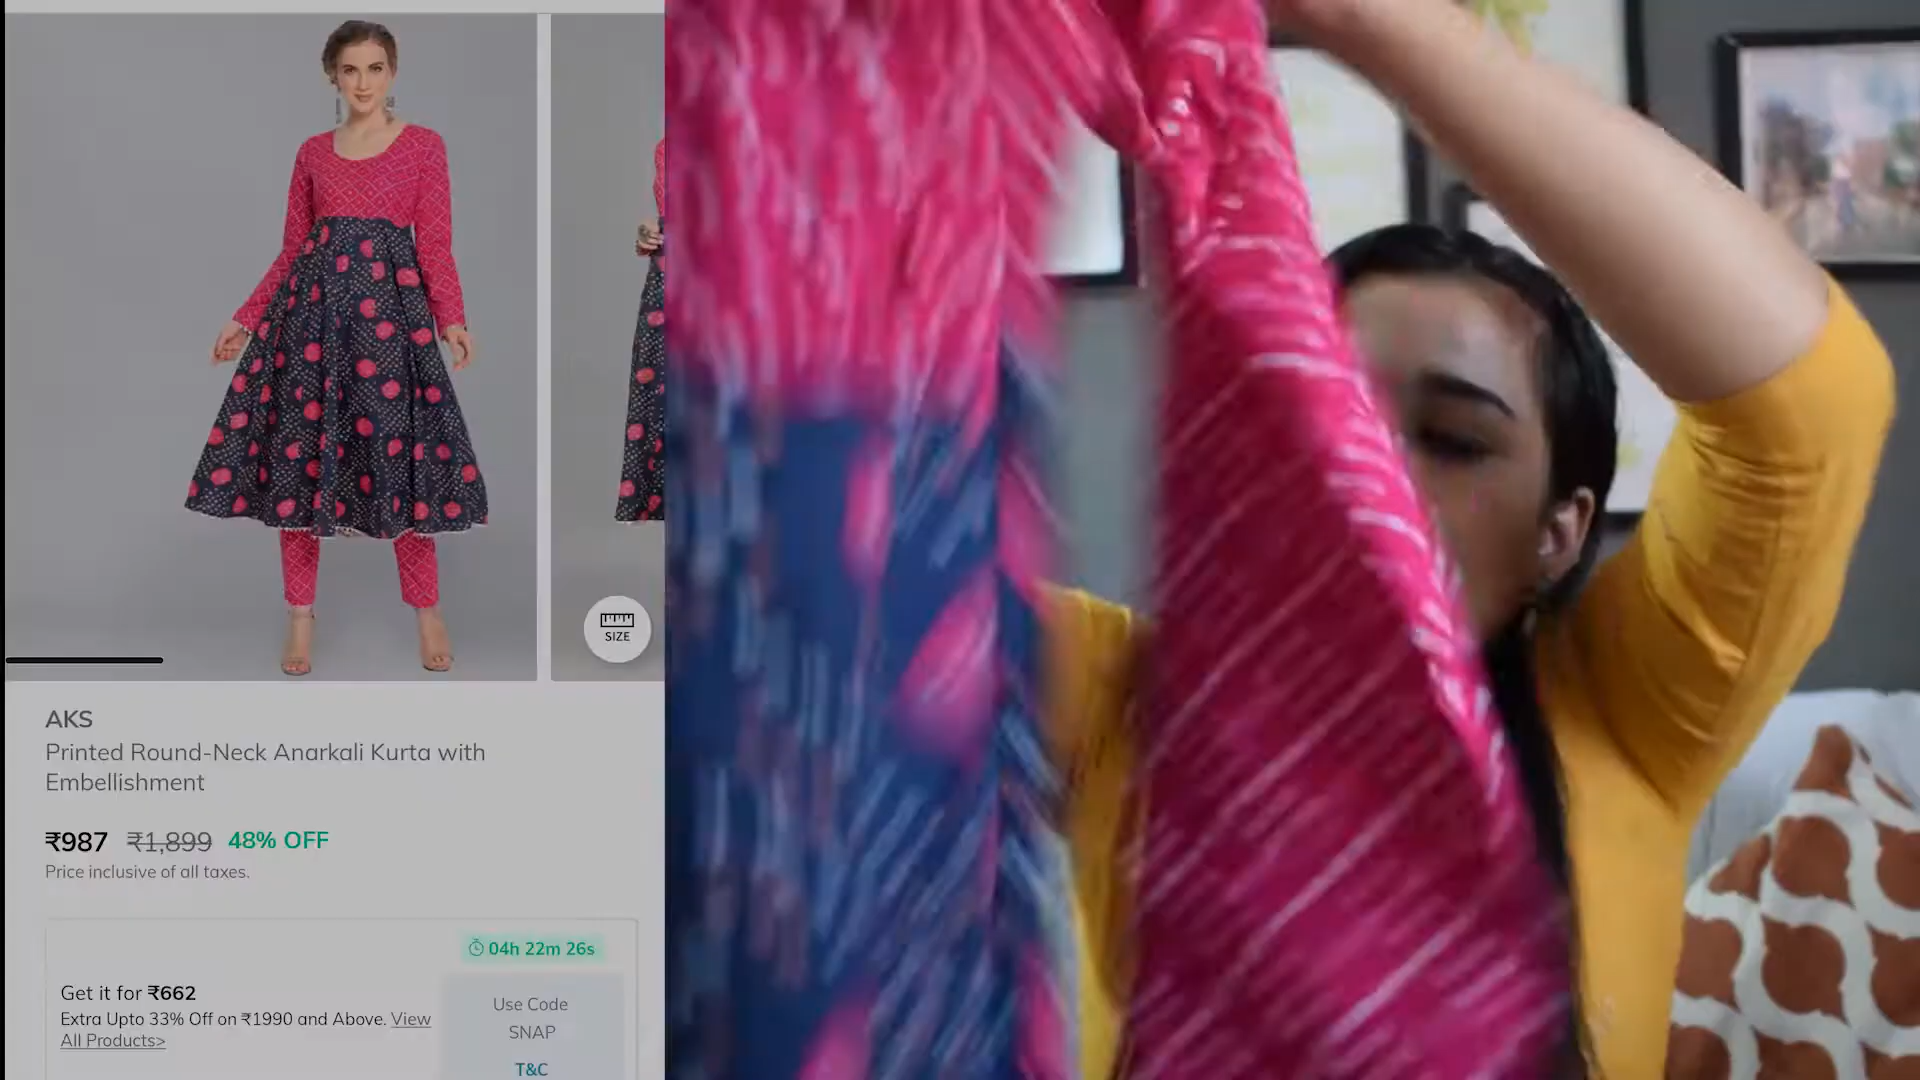 SIZE
AKS
Printed Round-Neck Anarkali Kurta with
Embellishment
₹987 ₹1,899 48% OFF
Price inclusive of all taxes.
04h 22m 26s
Get it for ₹662
Extra Upto 33% Off on ₹1990 and Above. View
All Products>
Use Code
SNAP
T&C